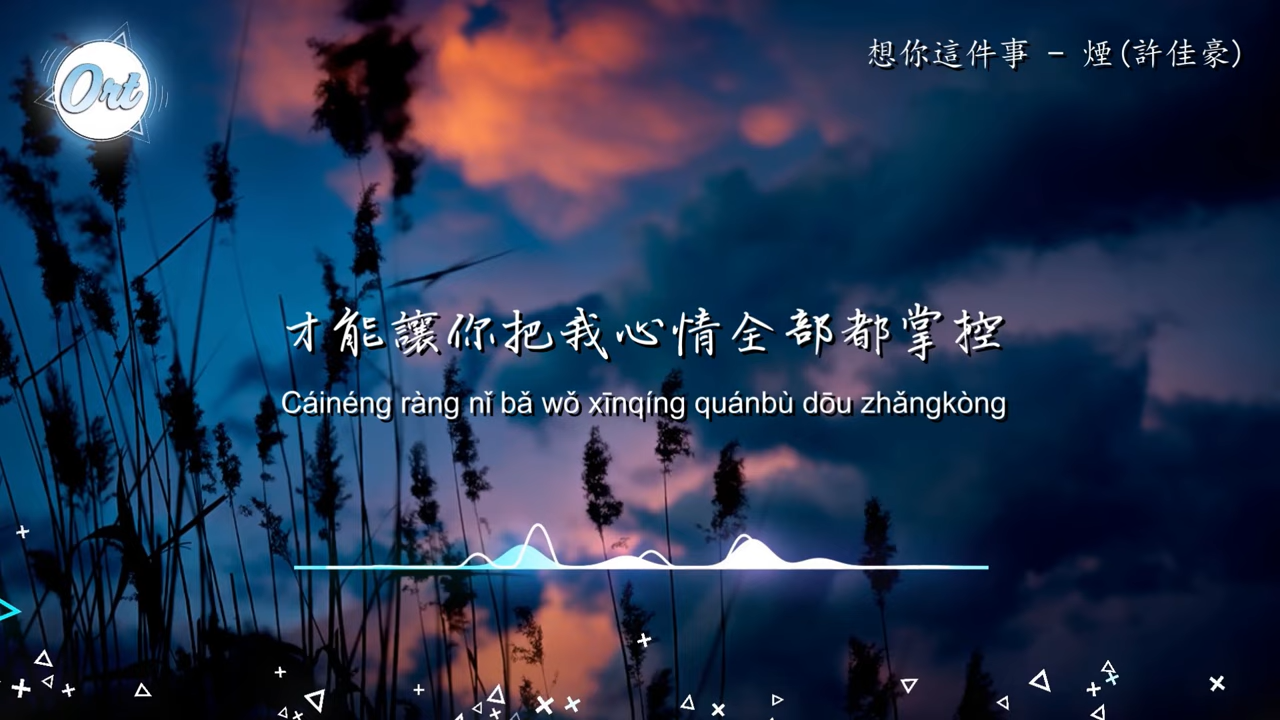 Ort
想你這件事 - 煙(許佳豪)
才能讓你把我心情全部都掌控
Cáinéng ràng nǐ bǎ wǒ xīnqíng quánbù dōu zhǎngkòng